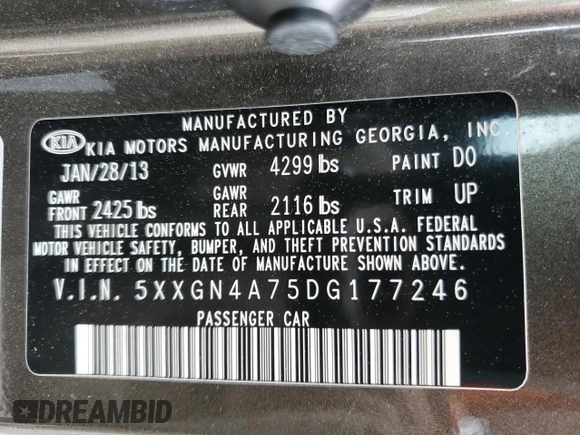 MANUFACTURED BY
KIA KIA MOTORS MANUFACTURING GEORGIA, INC.
JAN/28/13 GVWR 4299 lbs PAINT D0
GAWR FRONT 2425 lbs GAWR REAR 2116 lbs TRIM UP
THIS VEHICLE CONFORMS TO ALL APPLICABLE U.S.A. FEDERAL
MOTOR VEHICLE SAFETY, BUMPER, AND THEFT PREVENTION STANDARDS
IN EFFECT ON THE DATE OF MANUFACTURE SHOWN ABOVE.
V.I.N. 5XXGN4A75DG177246
PASSENGER CAR
DREAMBID